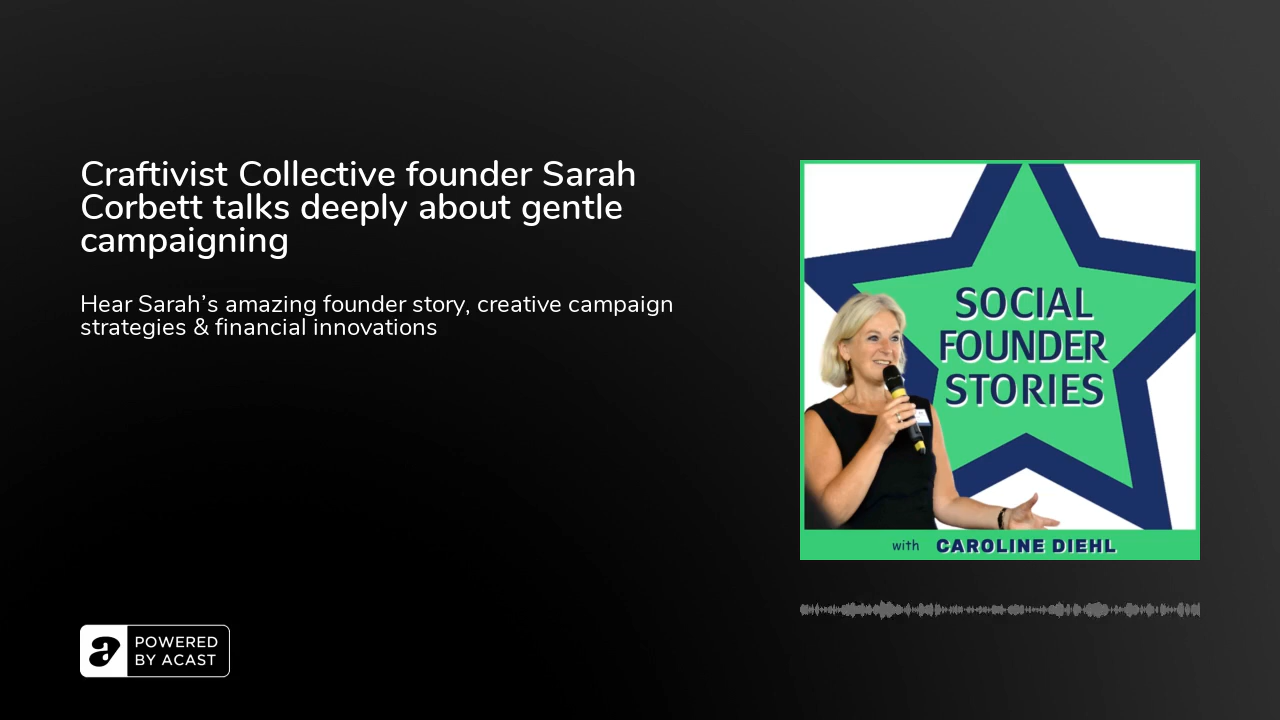 Craftivist Collective founder Sarah
Corbett talks deeply about gentle
campaigning
Hear Sarah’s amazing founder story, creative campaign
strategies & financial innovations
SOCIAL
FOUNDER
STORIES
with CAROLINE DIEHL
POWERED
BY ACAST